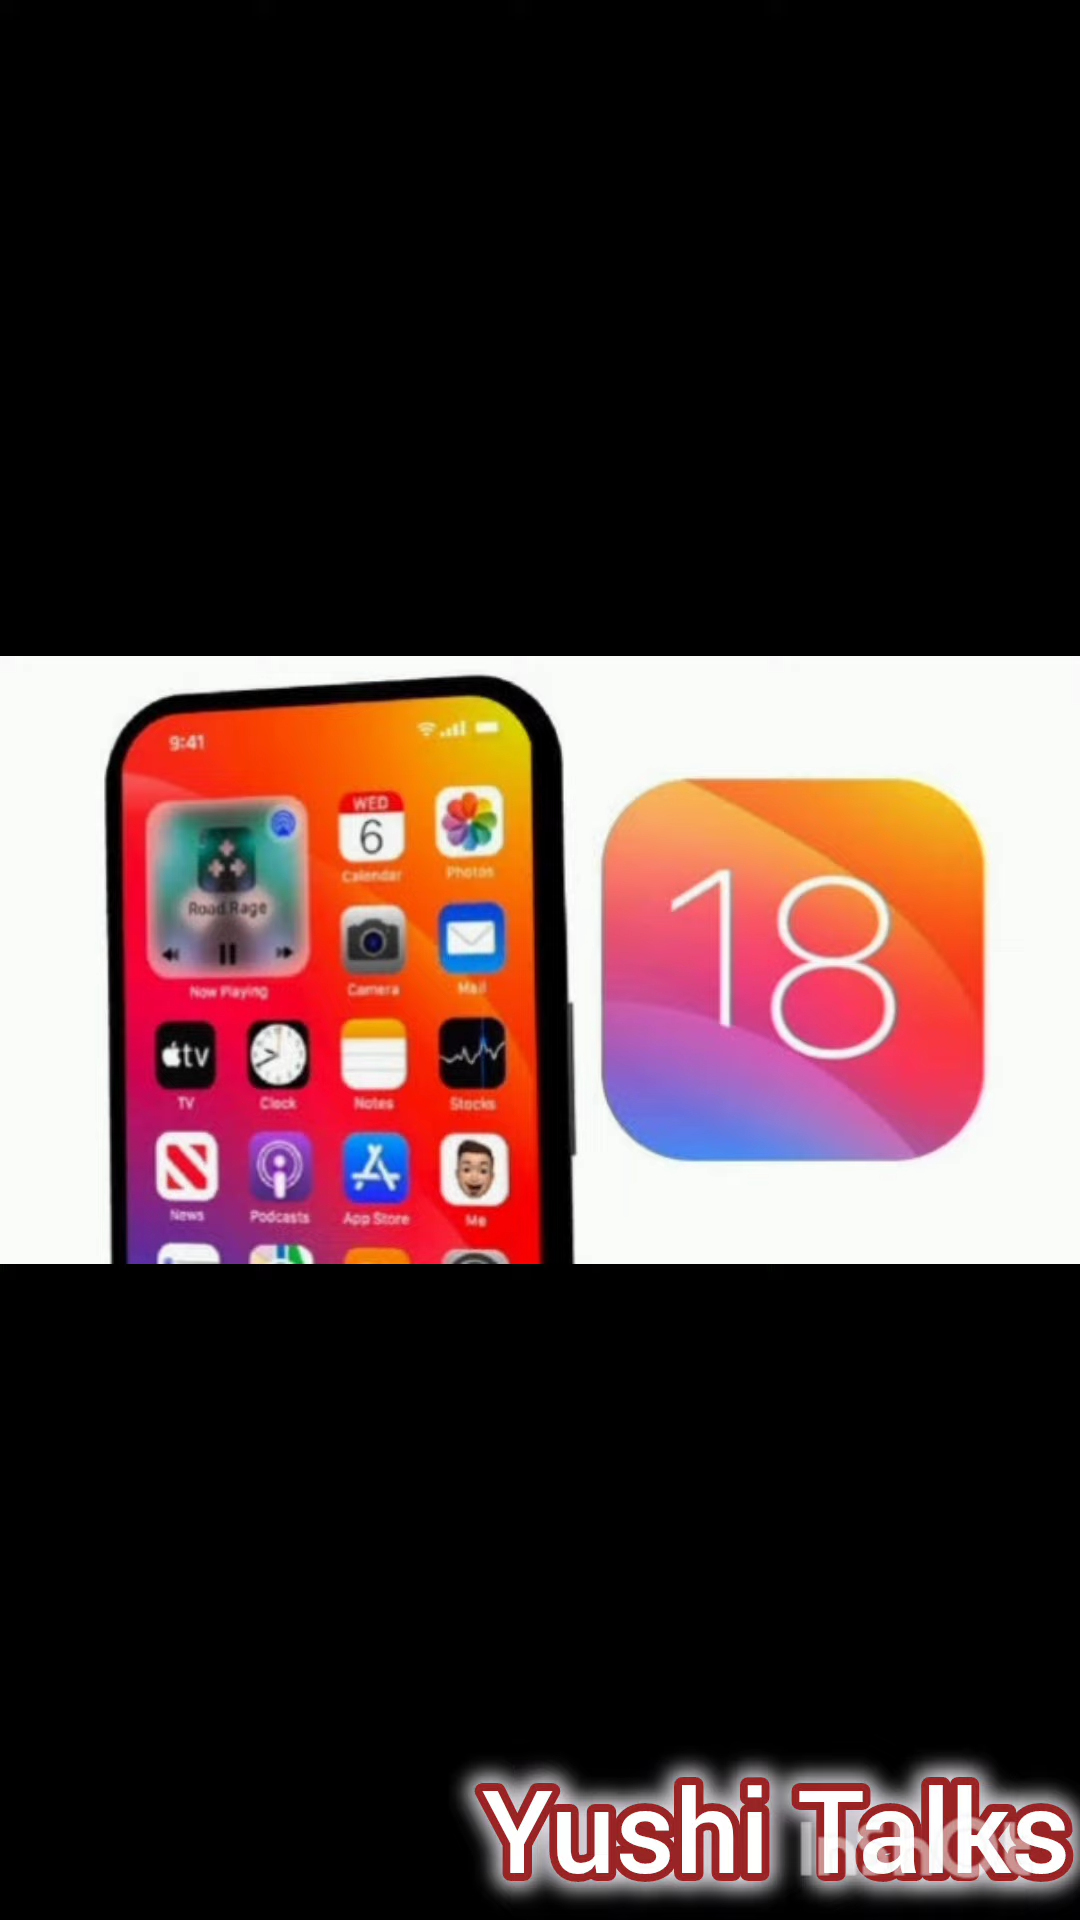 9:41
WED
6
Calendar
Photos
Road Rage
Now Playing
Camera
Mail
18
tv
TV
Clock
Notes
Stocks
News
Podcasts
App Store
Me
Yushi Talks
InShOt